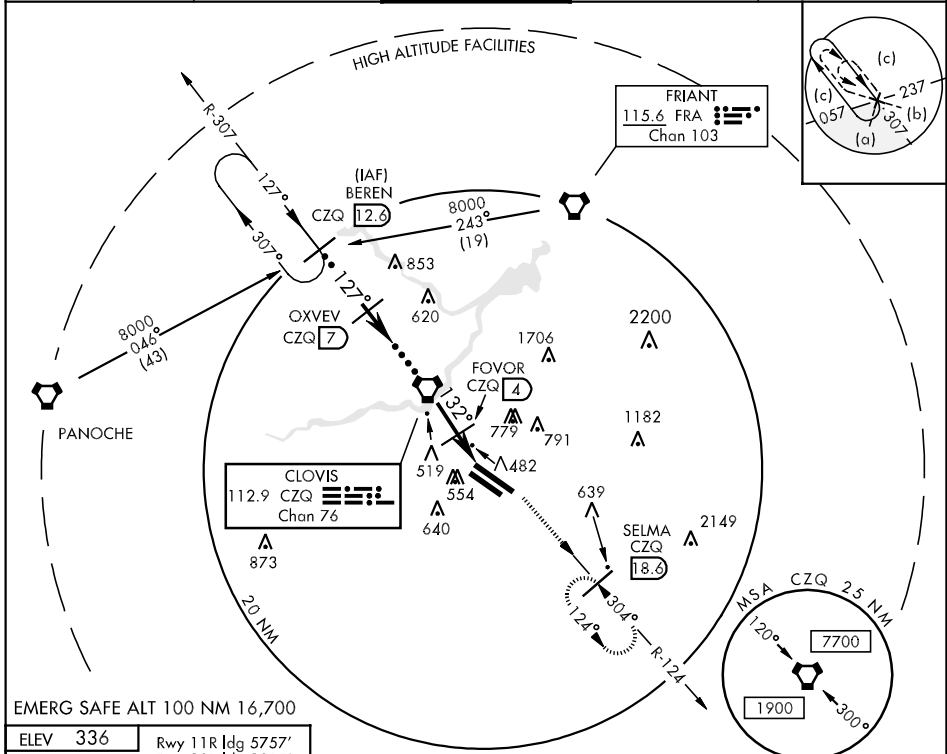 HIGH ALTITUDE FACILITIES
R-307
127°
307°
(IAF)
BEREN
CZQ 12.6
8000
243°
(19)
FRIANT
115.6 FRA
Chan 103
(c)
(c)
237
057
307
(b)
(a)
853
127°
620
OXVEV
CZQ 7
8000
046°
(43)
PANOCHE
1706
2200
FOVOR
CZQ 4
132°
779
791
1182
519
482
554
640
CLOVIS
112.9 CZQ
Chan 76
873
639
SELMA
CZQ
18.6
2149
304°
124°
R-124
20 NM
MSA CZQ 25 NM
120°
7700
1900
300°
EMERG SAFE ALT 100 NM 16,700
ELEV 336
Rwy 11R ldg 5757'